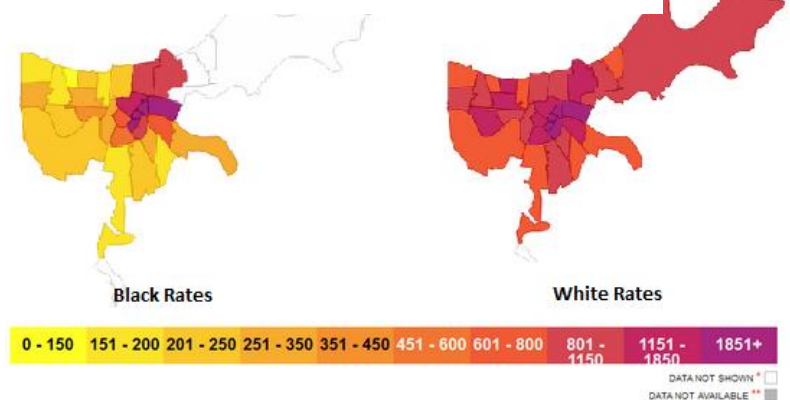 Black Rates
White Rates
0 - 150 151 - 200 201 - 250 251 - 350 351 - 450 451 - 600 601 - 800 801 - 1150 1151 - 1850 1851+
DATA NOT SHOWN *
DATA NOT AVAILABLE **